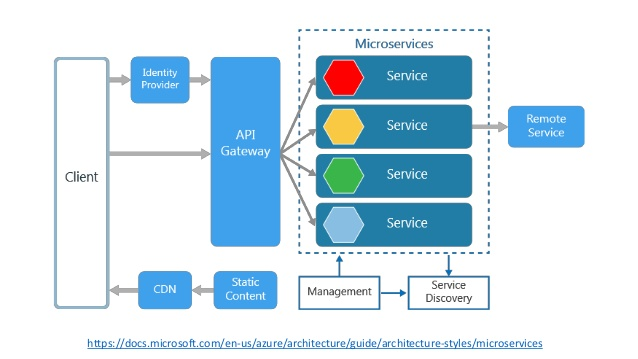 Microservices
Identity
Provider
Service
API
Gateway
Service
Remote
Service
Client
Service
Service
CDN
Static
Content
Management
Service
Discovery
https://docs.microsoft.com/en-us/azure/architecture/guide/architecture-styles/microservices